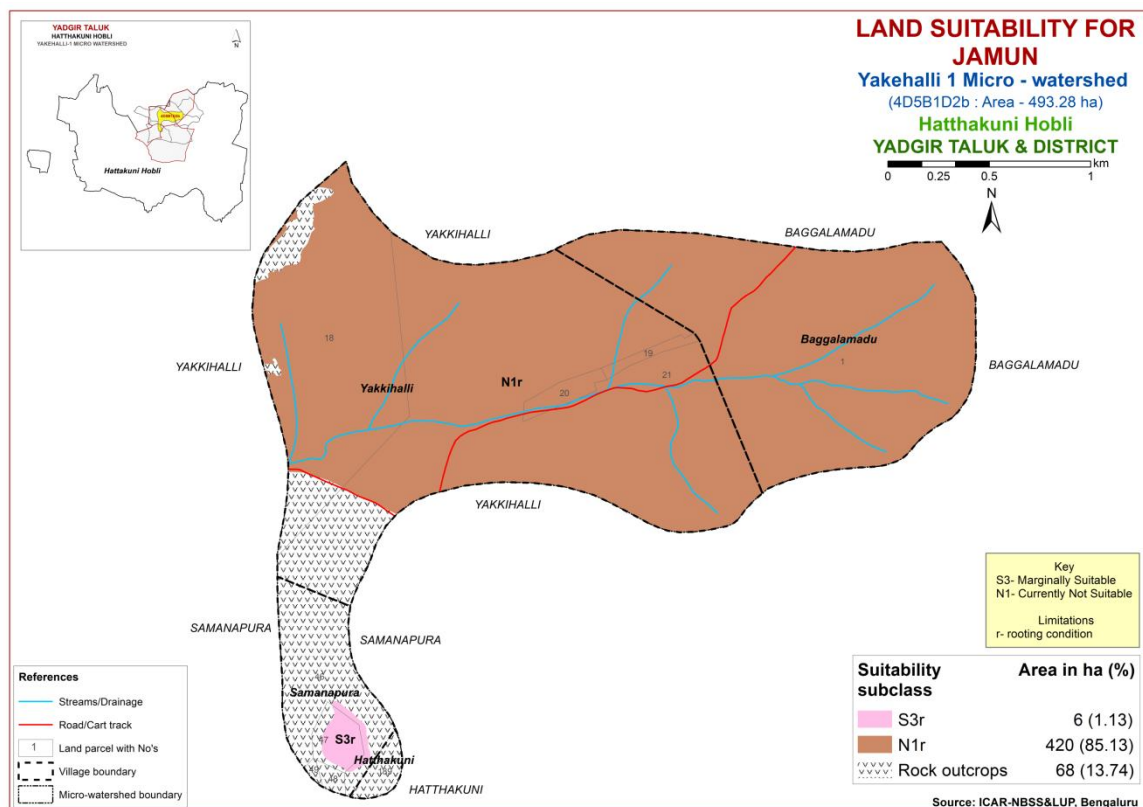 YADGIR TALUK
HATTHAKUNI HOBLI
YAKEHALLI-1 MICRO WATERSHED
N
Hattakuni Hobli
LAND SUITABILITY FOR
JAMUN
Yakehalli 1 Micro - watershed
(4D5B1D2b : Area - 493.28 ha)
Hatthakuni Hobli
YADGIR TALUK & DISTRICT
km
0 0.25 0.5 1
N
YAKKIHALLI
BAGGALAMADU
18
YAKKIHALLI
Yakkihalli
N1r
19
20
21
Baggalamadu
1
BAGGALAMADU
YAKKIHALLI
SAMANAPURA
SAMANAPURA
Samanapura
S3r
47
Hatthakuni
HATTHAKUNI
Key
S3- Marginally Suitable
N1- Currently Not Suitable
Limitations
r- rooting condition
References
Streams/Drainage
Road/Cart track
1 Land parcel with No's
Village boundary
Micro-watershed boundary
Suitability subclass Area in ha (%)
S3r 6 (1.13)
N1r 420 (85.13)
Rock outcrops 68 (13.74)
Source: ICAR-NBSS&LUP, Bengaluru